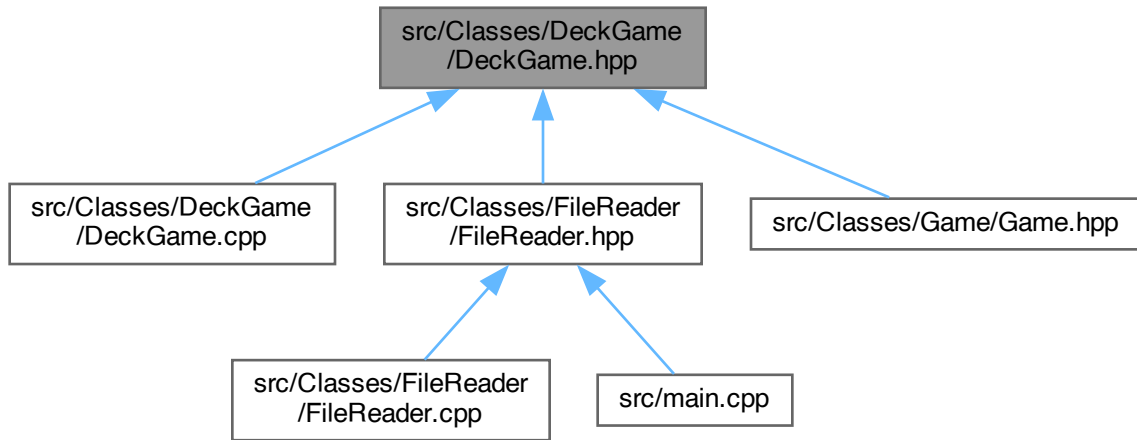 src/Classes/DeckGame
/DeckGame.hpp
src/Classes/DeckGame
/DeckGame.cpp
src/Classes/FileReader
/FileReader.hpp
src/Classes/Game/Game.hpp
src/Classes/FileReader
/FileReader.cpp
src/main.cpp